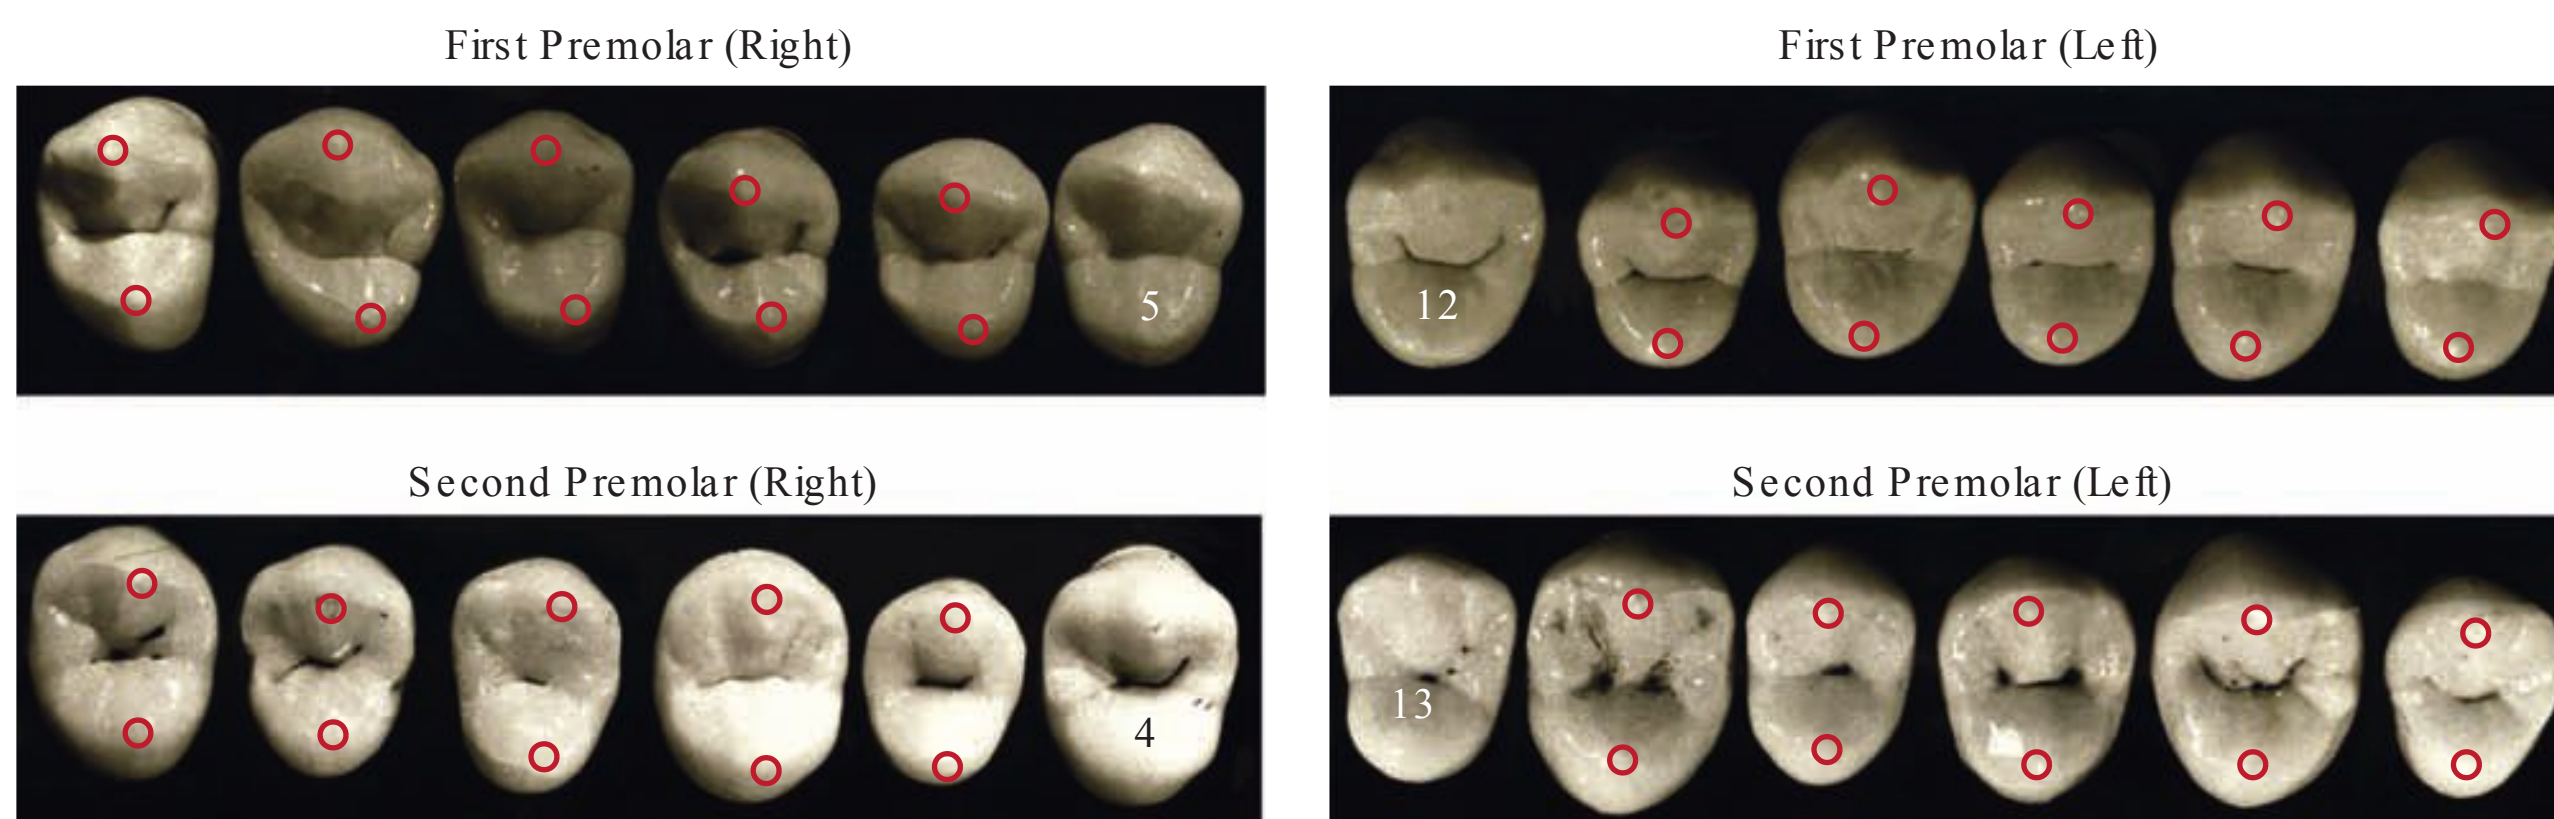 First Premolar (Right)
First Premolar (Left)
5
12
Second Premolar (Right)
Second Premolar (Left)
4
13